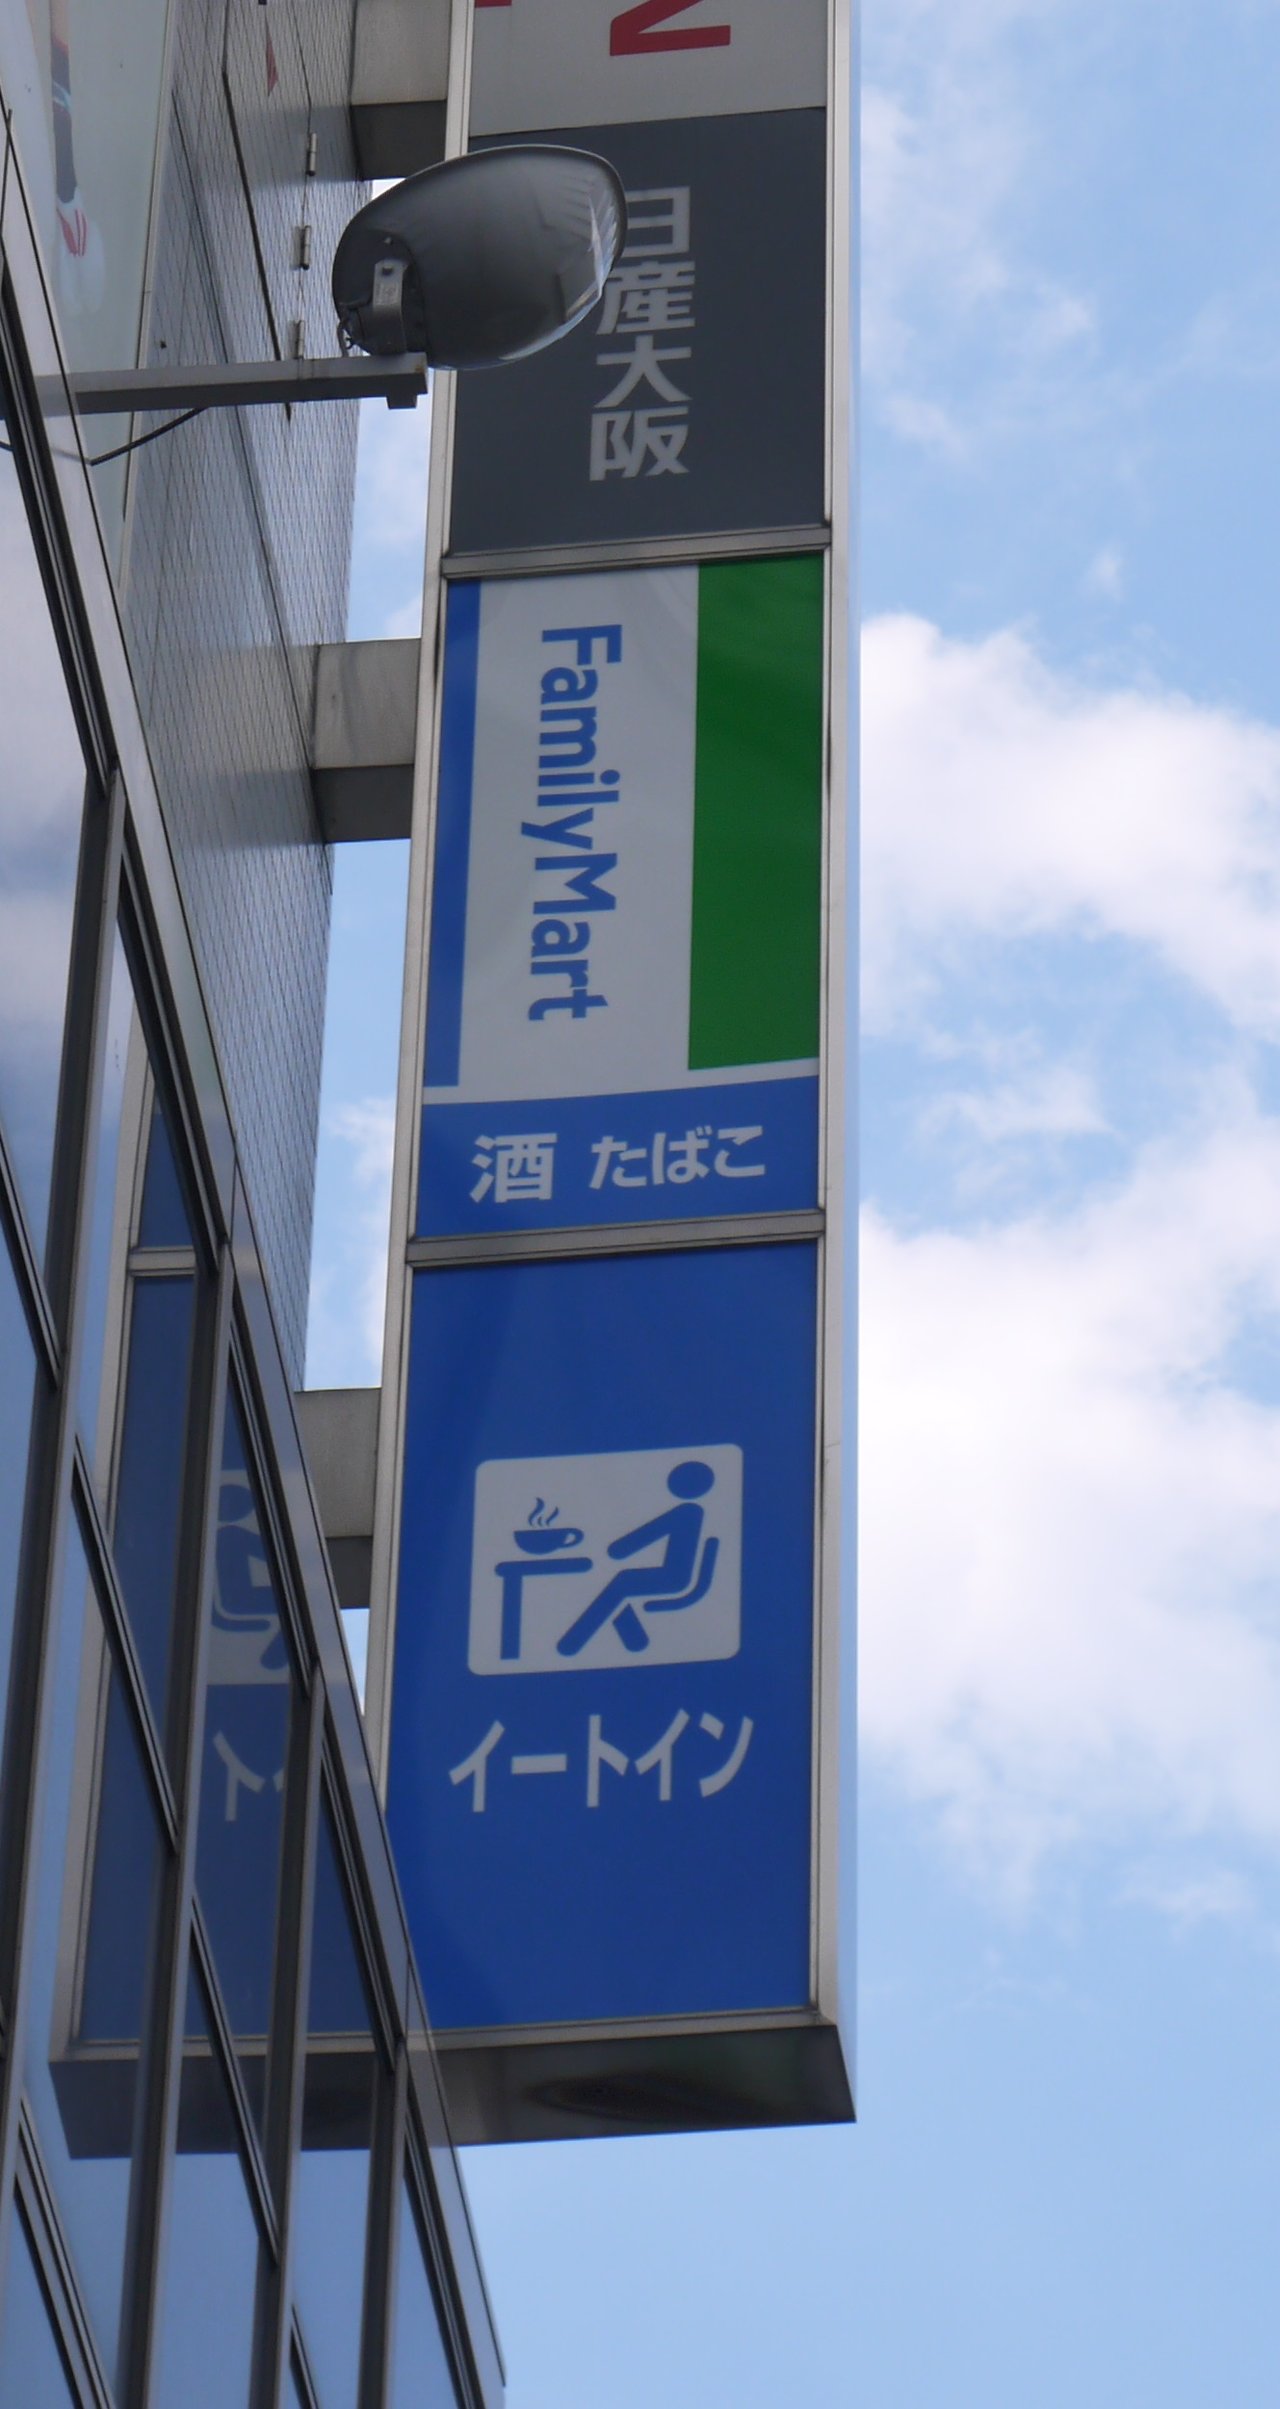 N
日産大阪
FamilyMart
酒 たばこ
イートイン